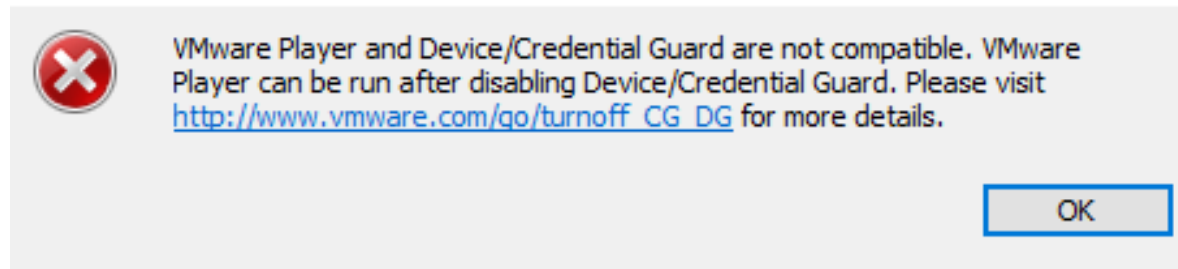 VMware Player and Device/Credential Guard are not compatible. VMware
Player can be run after disabling Device/Credential Guard. Please visit
http://www.vmware.com/go/turnoff_CG_DG for more details.
OK